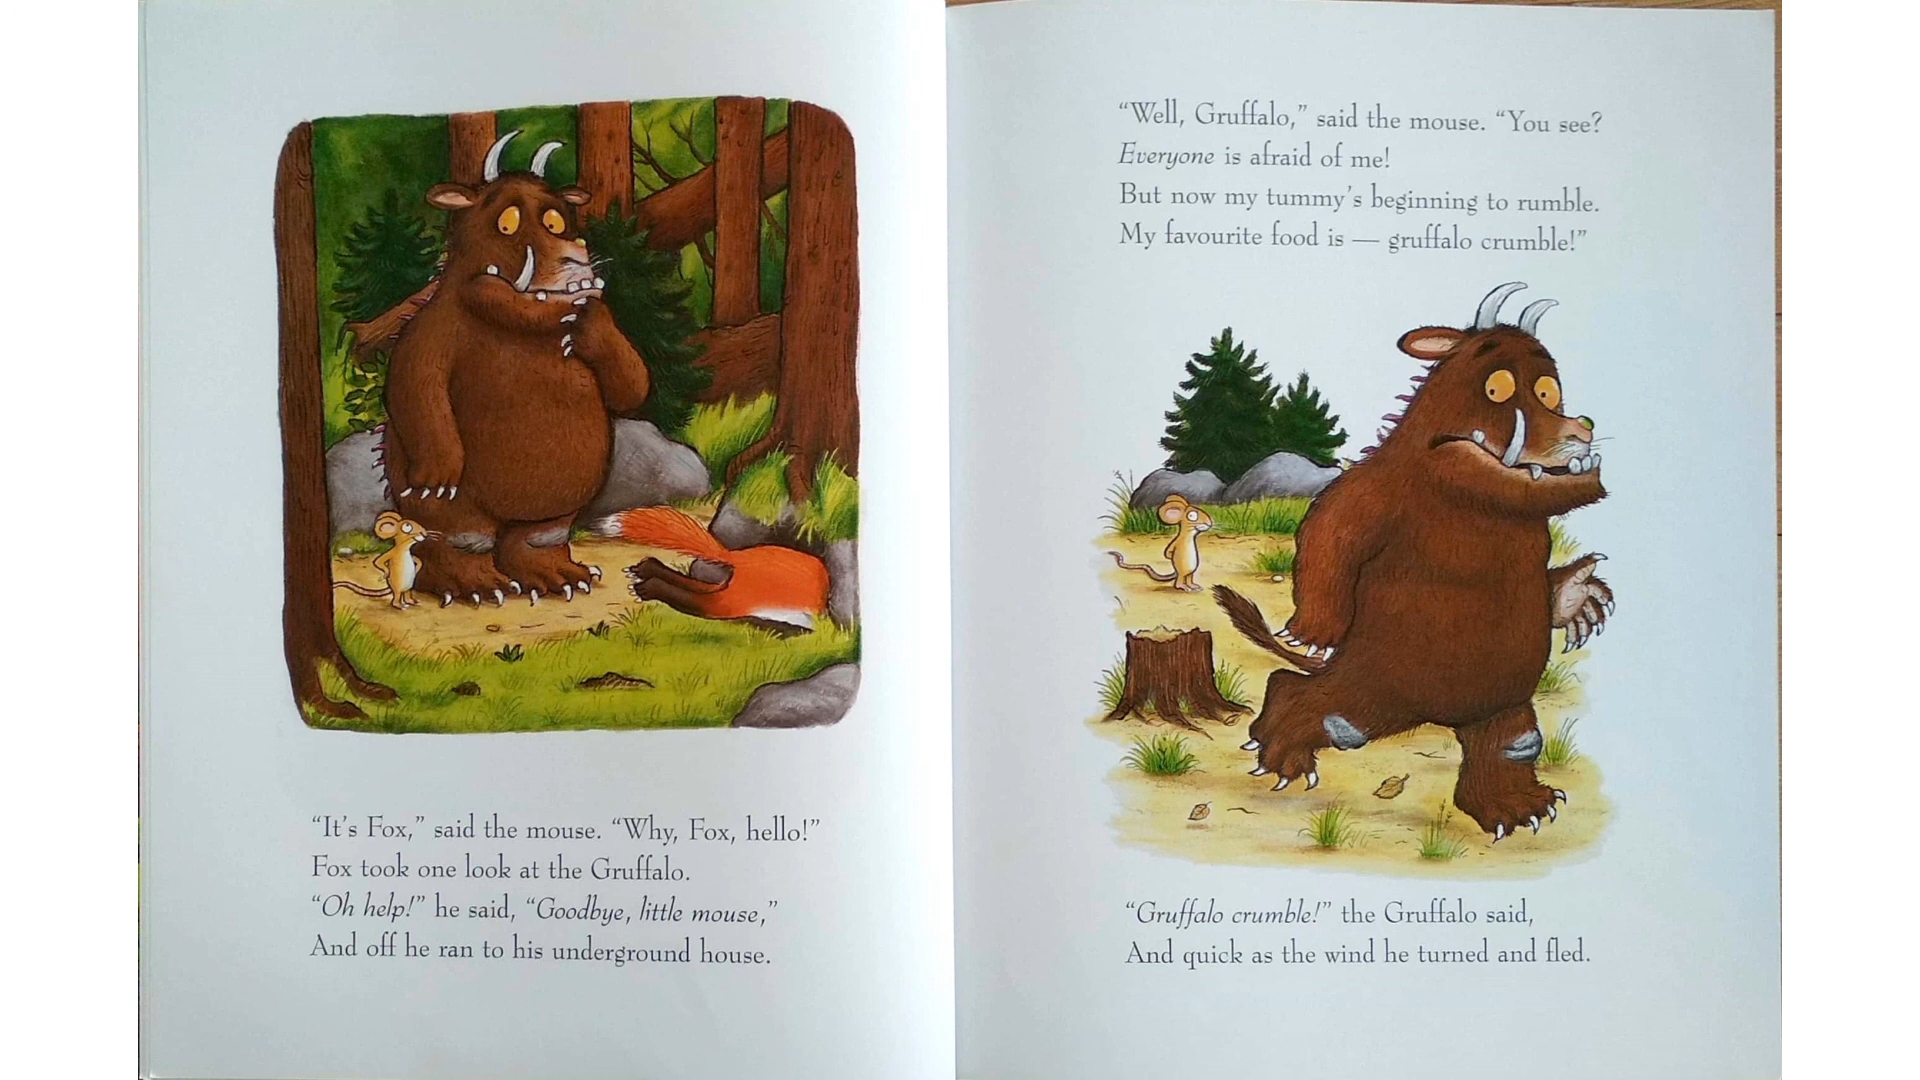 “It’s Fox,” said the mouse. “Why, Fox, hello!”
Fox took one look at the Gruffalo.
“Oh help!” he said, “Goodbye, little mouse,”
And off he ran to his underground house.
“Well, Gruffalo,” said the mouse. “You see?
Everyone is afraid of me!
But now my tummy’s beginning to rumble.
My favourite food is — gruffalo crumble!”
“Gruffalo crumble!” the Gruffalo said,
And quick as the wind he turned and fled.